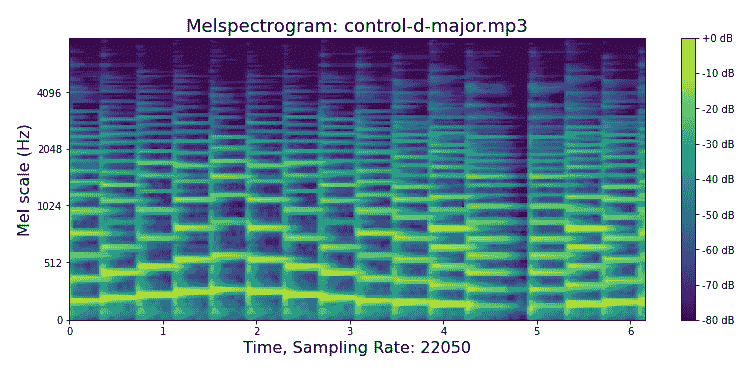 Melspectrogram: control-d-major.mp3
+0 dB
-10 dB
-20 dB
-30 dB
-40 dB
-50 dB
-60 dB
-70 dB
-80 dB
Mel scale (Hz)
4096
2048
1024
512
0
0 1 2 3 4 5 6
Time, Sampling Rate: 22050